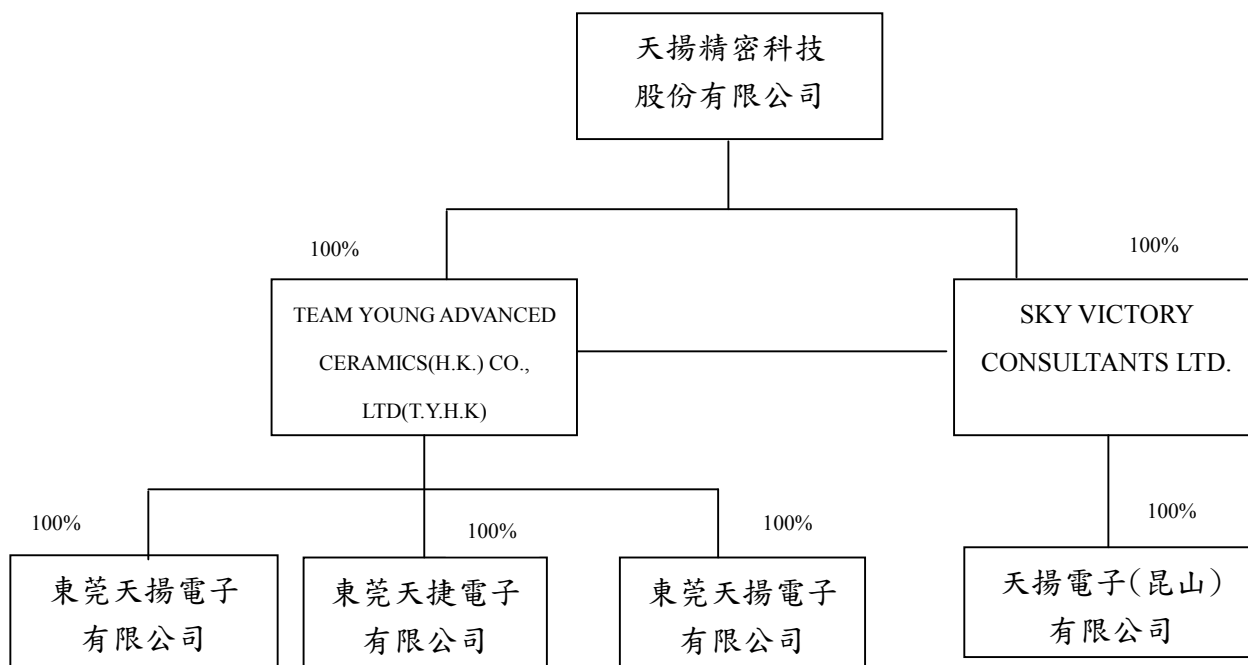 天揚精密科技
股份有限公司
100%
100%
TEAM YOUNG ADVANCED
CERAMICS(H.K.) CO.,
LTD(T.Y.H.K)
SKY VICTORY
CONSULTANTS LTD.
100%
100%
100%
100%
東莞天揚電子
有限公司
東莞天捷電子
有限公司
東莞天揚電子
有限公司
天揚電子(昆山)
有限公司